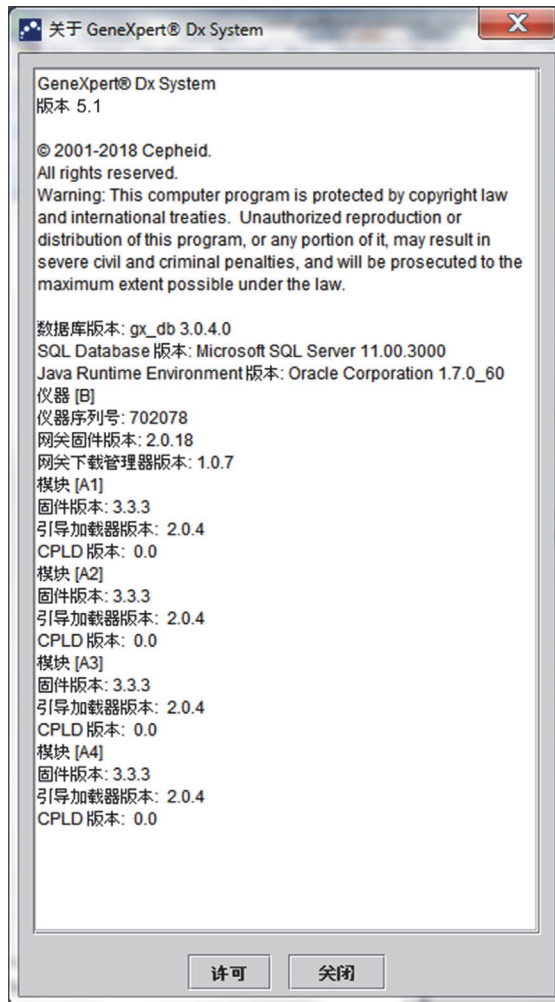 关于 GeneXpert® Dx System
GeneXpert® Dx System
版本 5.1
© 2001-2018 Cepheid.
All rights reserved.
Warning: This computer program is protected by copyright law
and international treaties.  Unauthorized reproduction or
distribution of this program, or any portion of it, may result in
severe civil and criminal penalties, and will be prosecuted to the
maximum extent possible under the law.
数据库版本: gx_db 3.0.4.0
SQL Database 版本: Microsoft SQL Server 11.00.3000
Java Runtime Environment 版本: Oracle Corporation 1.7.0_60
仪器 [B]
仪器序列号: 702078
网关固件版本: 2.0.18
网关下载管理器版本: 1.0.7
模块 [A1]
固件版本: 3.3.3
引导加载器版本:  2.0.4
CPLD 版本:  0.0
模块 [A2]
固件版本: 3.3.3
引导加载器版本:  2.0.4
CPLD 版本:  0.0
模块 [A3]
固件版本: 3.3.3
引导加载器版本:  2.0.4
CPLD 版本:  0.0
模块 [A4]
固件版本: 3.3.3
引导加载器版本:  2.0.4
CPLD 版本:  0.0
许可 关闭